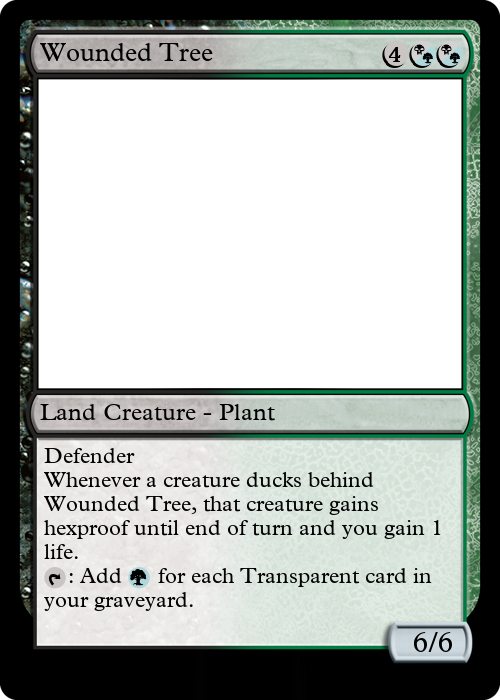 Wounded Tree 4
Land Creature - Plant
Defender
Whenever a creature ducks behind
Wounded Tree, that creature gains
hexproof until end of turn and you gain 1
life.
: Add for each Transparent card in
your graveyard.
6/6